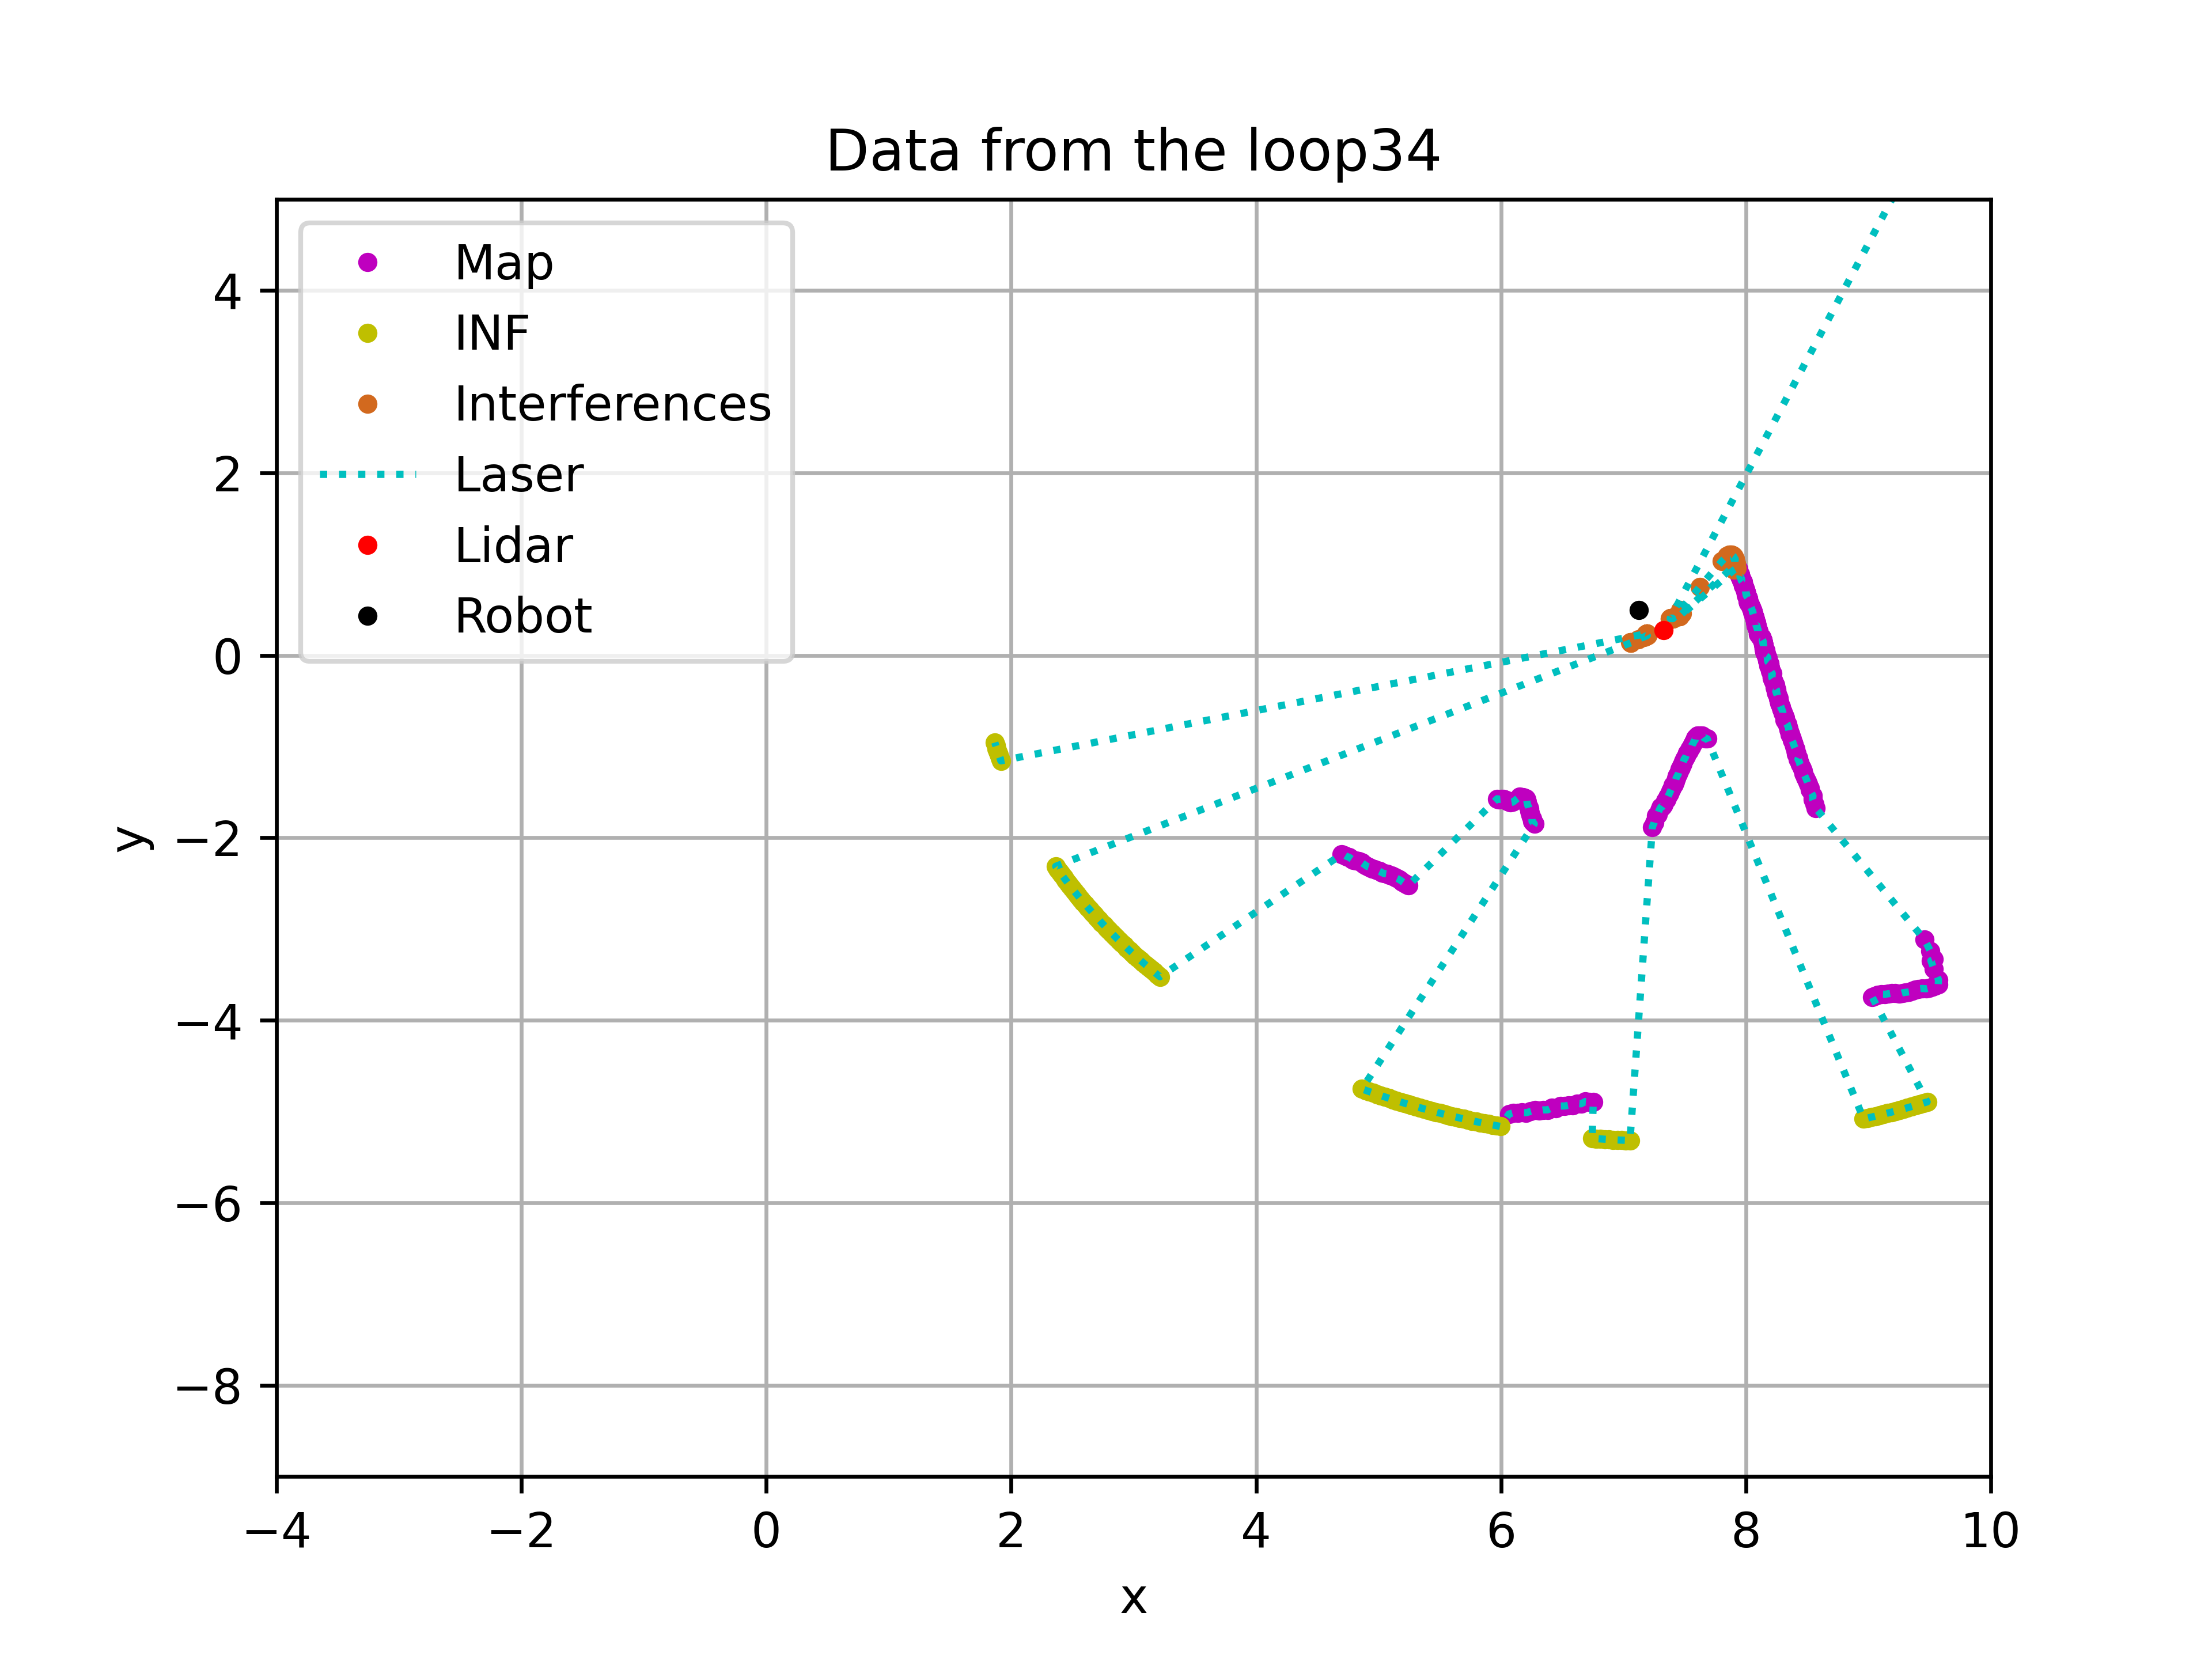 Data from the loop34
Map
INF
Interferences
Laser
Lidar
Robot
4
2
0
−2
−4
−6
−8
y
−4 −2 0 2 4 6 8 10
x